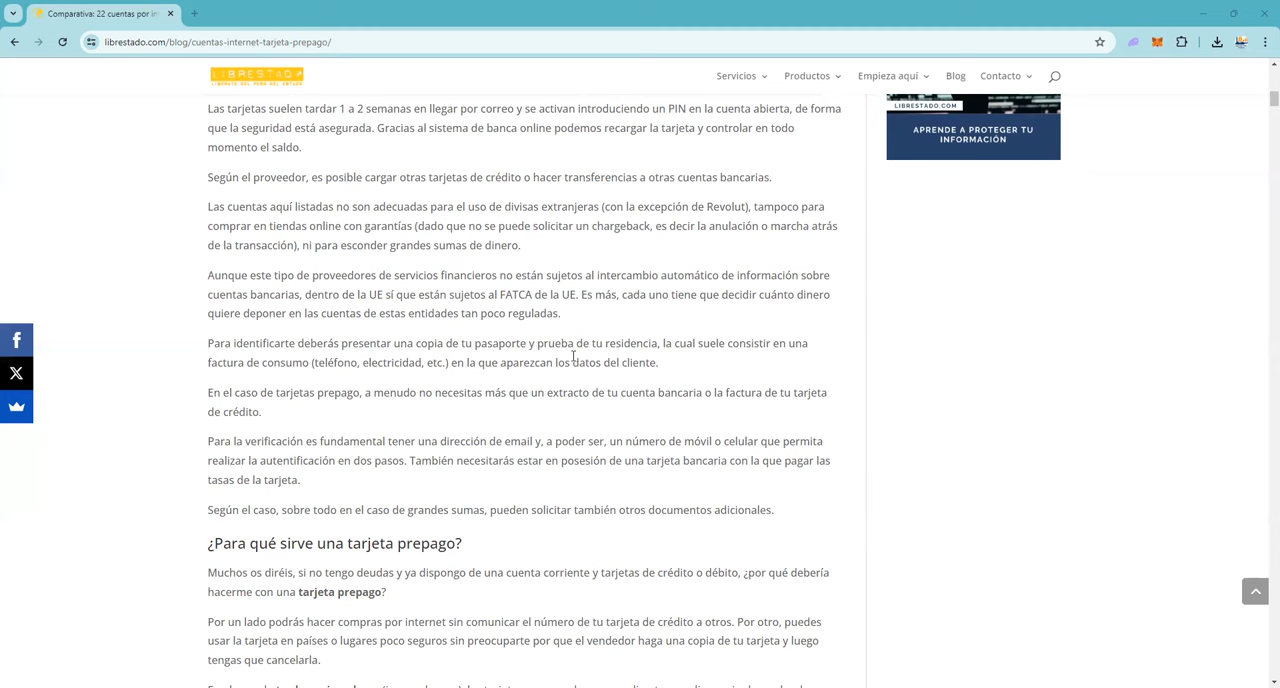 Comparativa: 22 cuentas por in
librestado.com/blog/cuentas-internet-tarjeta-prepago/
LIBRESTADO
LIBÉRATE DEL PESO DEL ESTADO
Servicios
Productos
Empieza aquí
Blog
Contacto
Las tarjetas suelen tardar 1 a 2 semanas en llegar por correo y se activan introduciendo un PIN en la cuenta abierta, de forma
que la seguridad está asegurada. Gracias al sistema de banca online podemos recargar la tarjeta y controlar en todo
momento el saldo.
Según el proveedor, es posible cargar otras tarjetas de crédito o hacer transferencias a otras cuentas bancarias.
Las cuentas aquí listadas no son adecuadas para el uso de divisas extranjeras (con la excepción de Revolut), tampoco para
comprar en tiendas online con garantías (dado que no se puede solicitar un chargeback, es decir la anulación o marcha atrás
de la transacción), ni para esconder grandes sumas de dinero.
Aunque este tipo de proveedores de servicios financieros no están sujetos al intercambio automático de información sobre
cuentas bancarias, dentro de la UE sí que están sujetos al FATCA de la UE. Es más, cada uno tiene que decidir cuánto dinero
quiere deponer en las cuentas de estas entidades tan poco reguladas.
Para identificarte deberás presentar una copia de tu pasaporte y prueba de tu residencia, la cual suele consistir en una
factura de consumo (teléfono, electricidad, etc.) en la que aparezcan los datos del cliente.
En el caso de tarjetas prepago, a menudo no necesitas más que un extracto de tu cuenta bancaria o la factura de tu tarjeta
de crédito.
Para la verificación es fundamental tener una dirección de email y, a poder ser, un número de móvil o celular que permita
realizar la autentificación en dos pasos. También necesitarás estar en posesión de una tarjeta bancaria con la que pagar las
tasas de la tarjeta.
Según el caso, sobre todo en el caso de grandes sumas, pueden solicitar también otros documentos adicionales.
¿Para qué sirve una tarjeta prepago?
Muchos os diréis, si no tengo deudas y ya dispongo de una cuenta corriente y tarjetas de crédito o débito, ¿por qué debería
hacerme con una tarjeta prepago?
Por un lado podrás hacer compras por internet sin comunicar el número de tu tarjeta de crédito a otros. Por otro, puedes
usar la tarjeta en países o lugares poco seguros sin preocuparte por que el vendedor haga una copia de tu tarjeta y luego
tengas que cancelarla.
LIBRESTADO.COM
APRENDE A PROTEGER TU
INFORMACIÓN